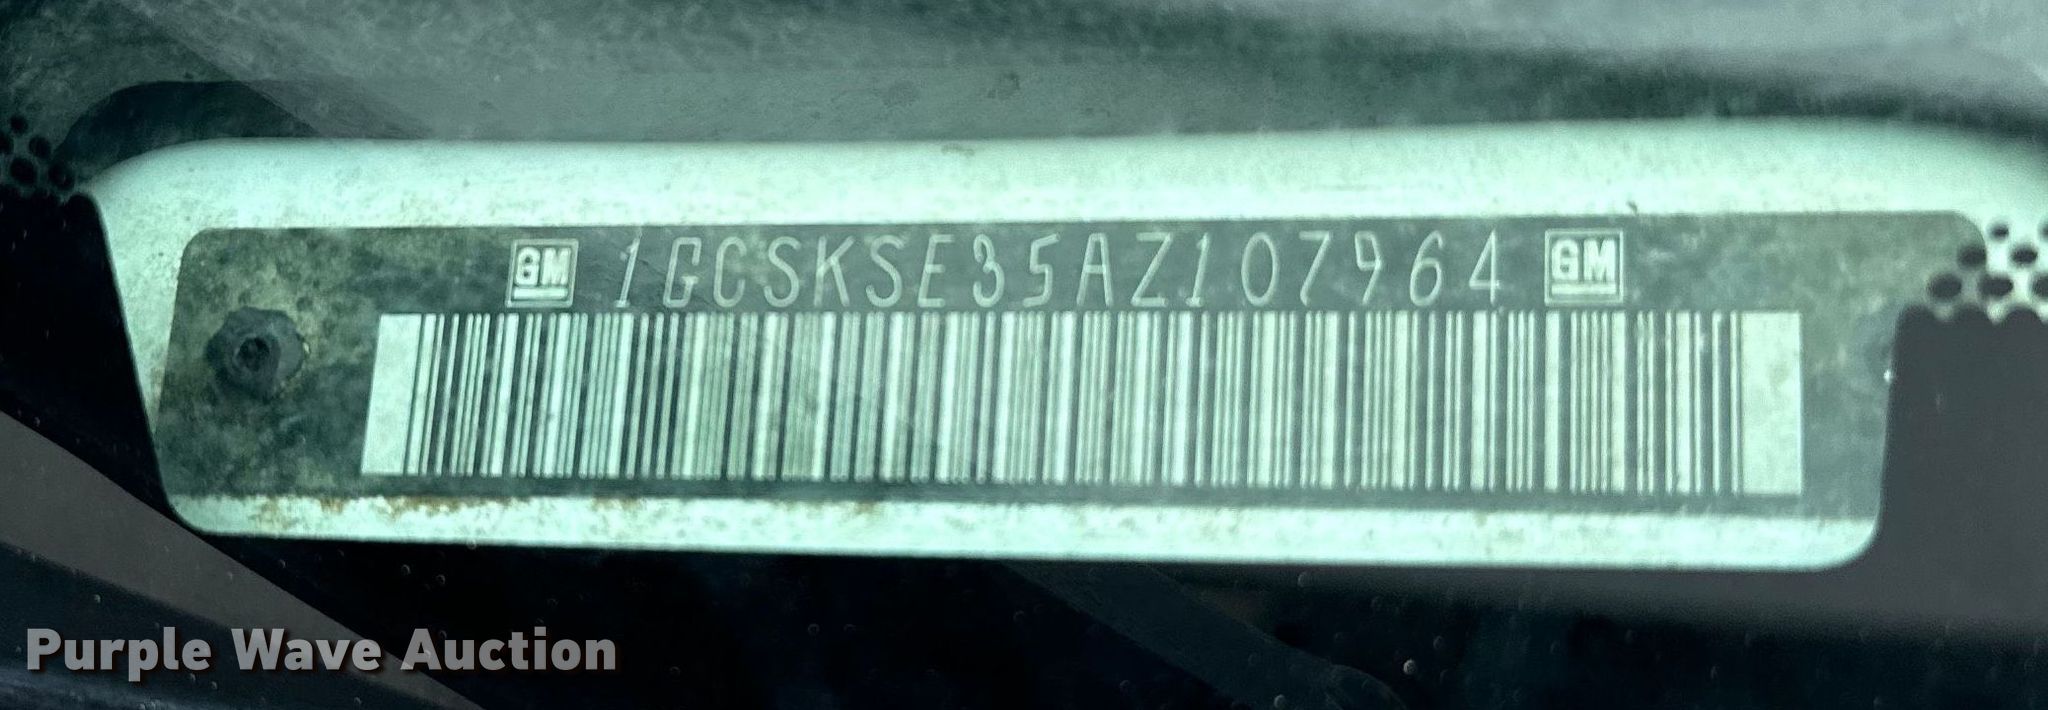 GM 1GCSKSE35AZ107964 GM
Purple Wave Auction